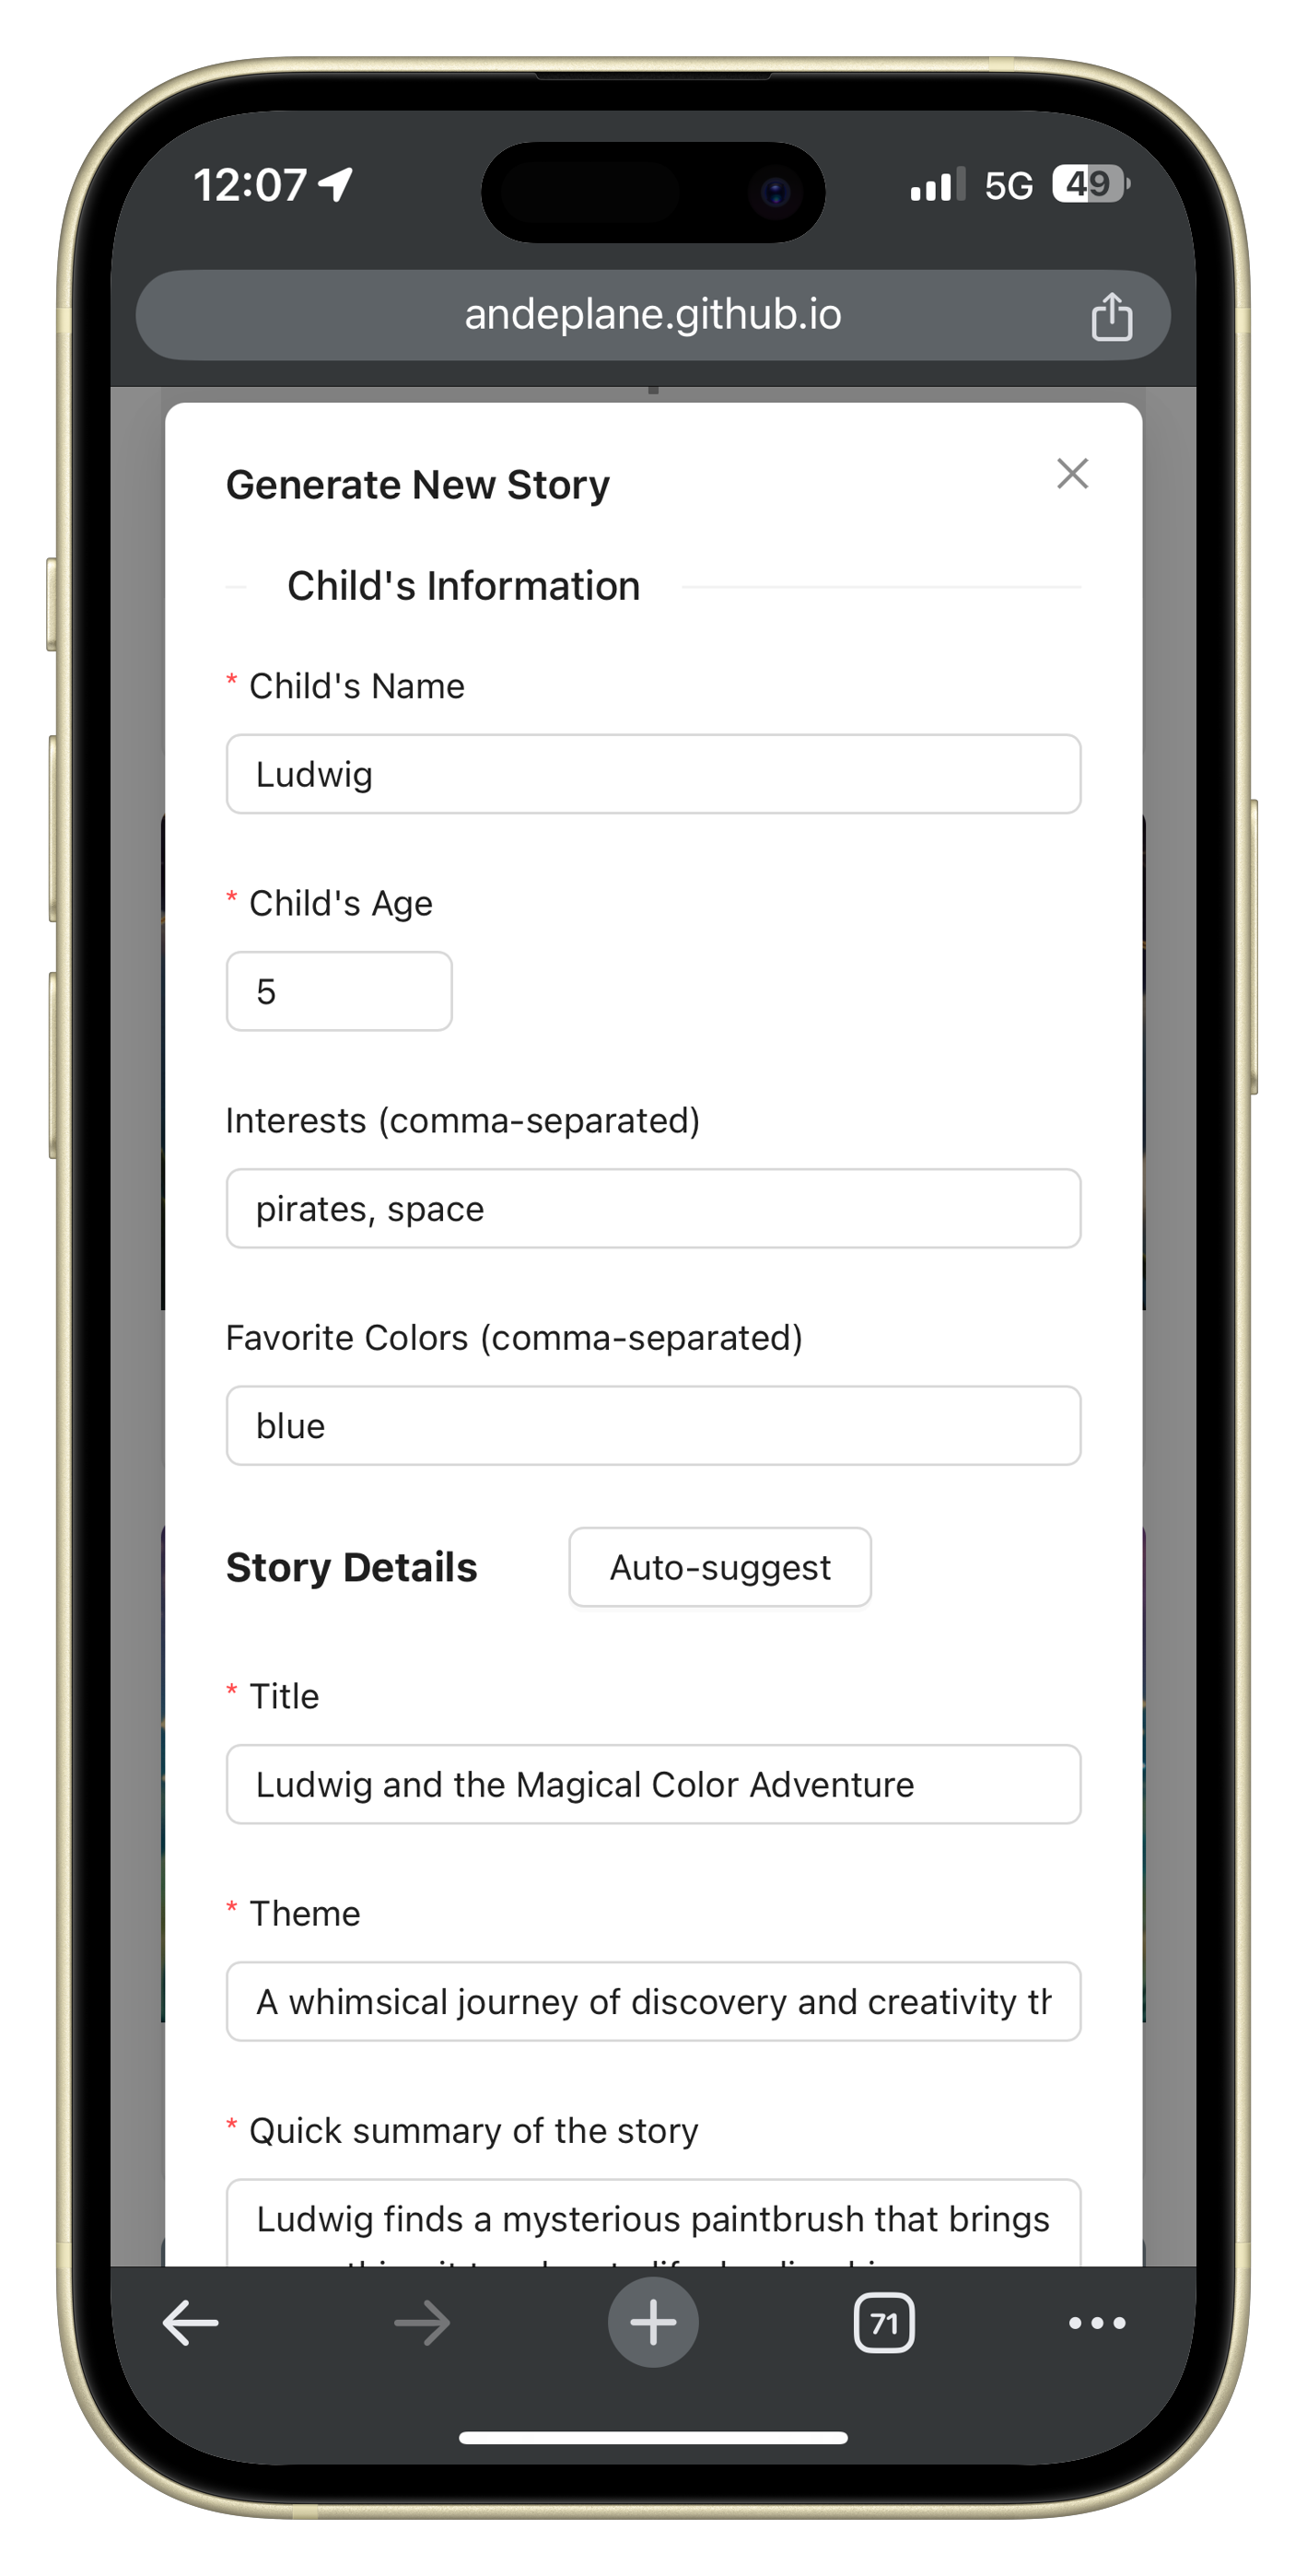 12:07
5G
49
andeplane.github.io
Generate New Story
Child's Information
* Child's Name
Ludwig
* Child's Age
5
Interests (comma-separated)
pirates, space
Favorite Colors (comma-separated)
blue
Story Details
Auto-suggest
* Title
Ludwig and the Magical Color Adventure
* Theme
A whimsical journey of discovery and creativity
* Quick summary of the story
Ludwig finds a mysterious paintbrush that brings
71